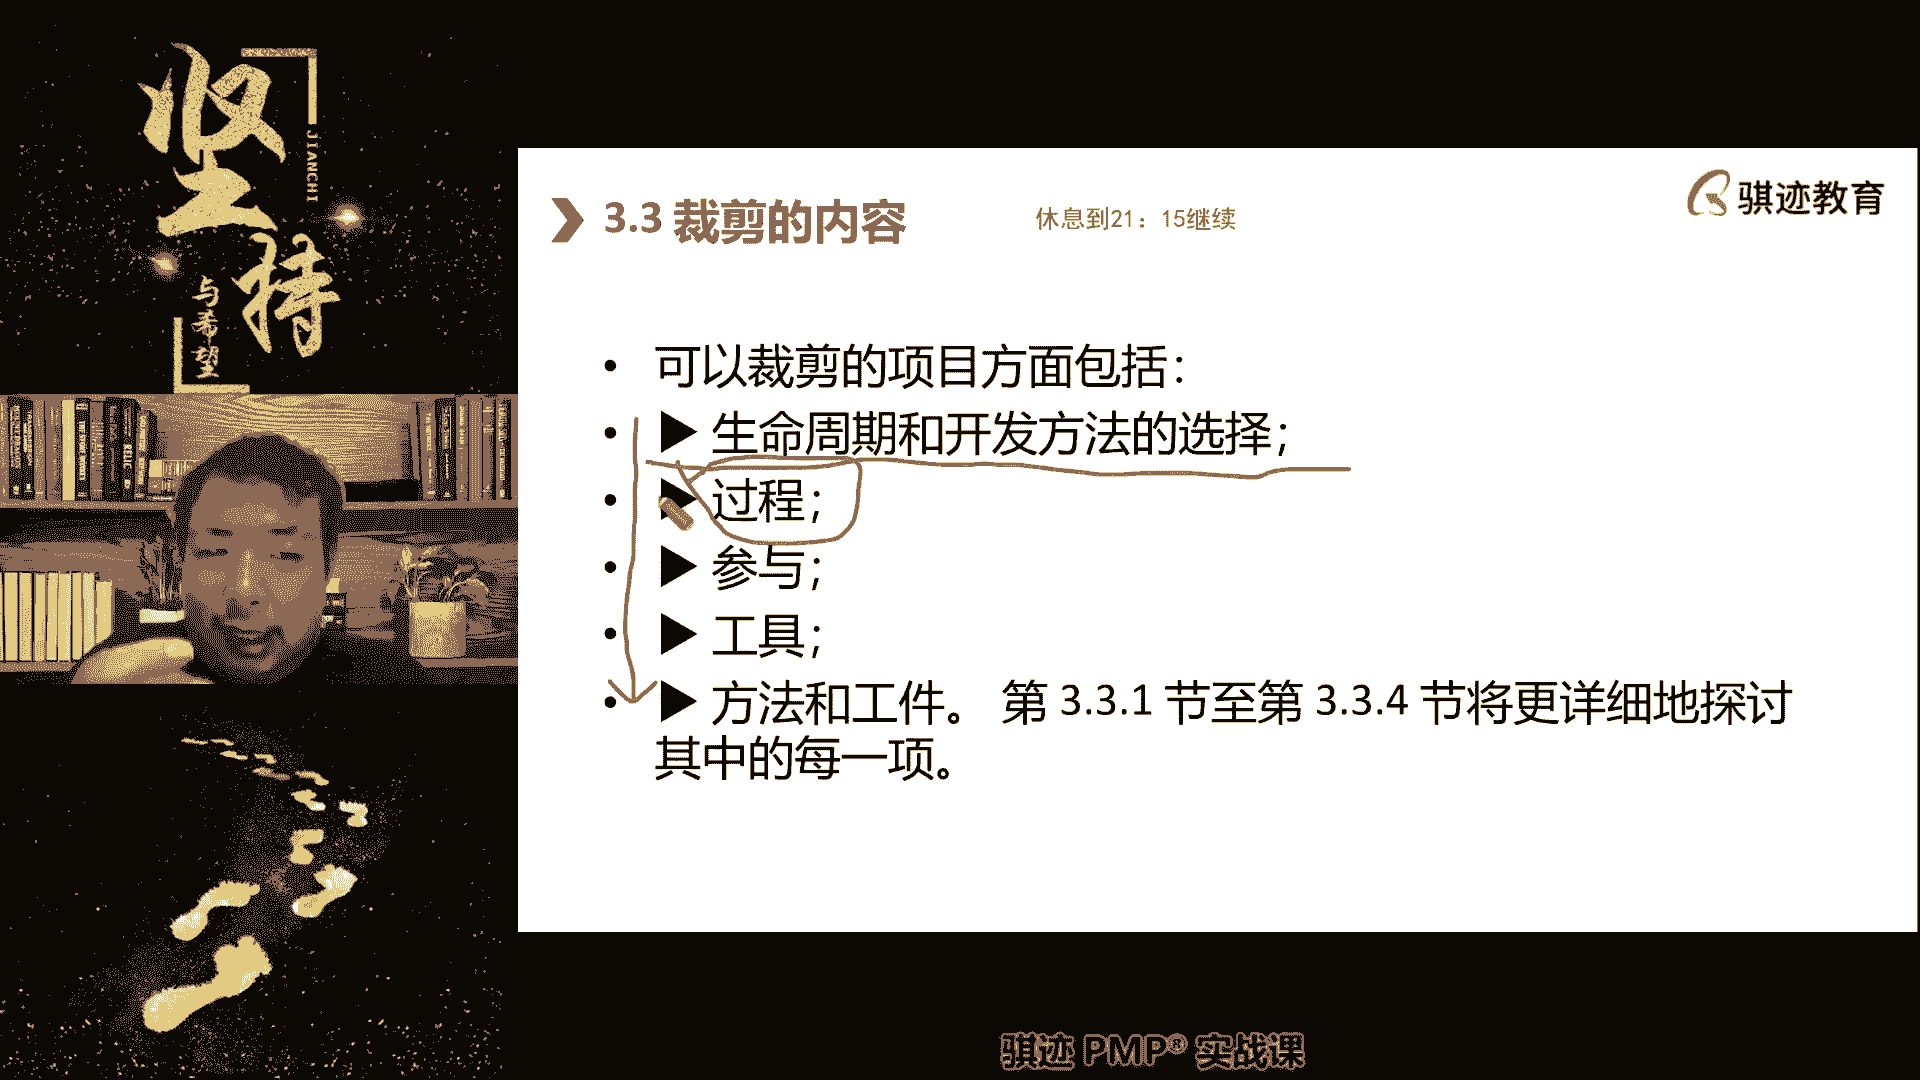 坚持
JIANCHI
与希望
骐迹教育
3.3 裁剪的内容
休息到21：15继续
• 可以裁剪的项目方面包括：
• ▶ 生命周期和开发方法的选择；
• ▶ 过程；
• ▶ 参与；
• ▶ 工具；
• ▶ 方法和工件。 第 3.3.1 节至第 3.3.4 节将更详细地探讨
其中的每一项。
骐迹 PMP® 实战课